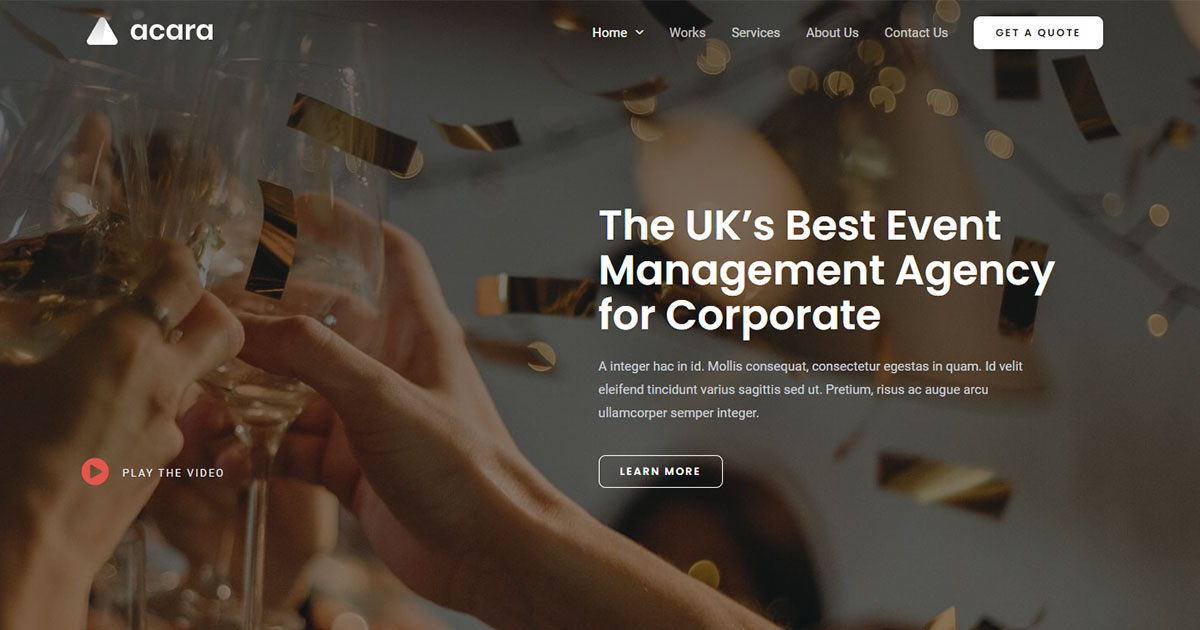 acara
Home Works Services About Us Contact Us GET A QUOTE
The UK’s Best Event
Management Agency
for Corporate
A integer hac in id. Mollis consequat, consectetur egestas in quam. Id velit
eleifend tincidunt varius sagittis sed ut. Pretium, risus ac augue arcu
ullamcorper semper integer.
LEARN MORE
PLAY THE VIDEO